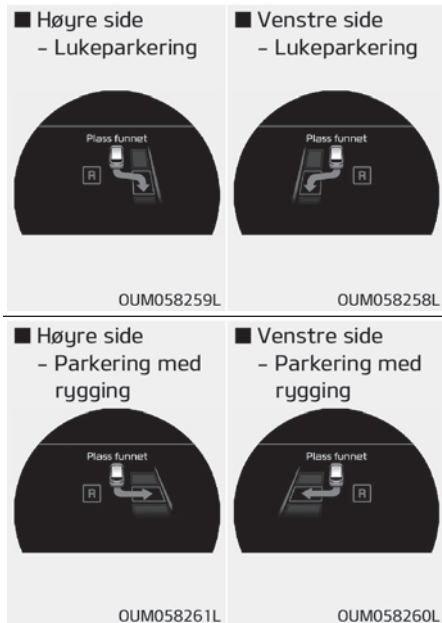 ■ Høyre side
– Lukeparkering
Plass funnet
R
OUM058259L
■ Venstre side
– Lukeparkering
Plass funnet
R
OUM058258L
■ Høyre side
– Parkering med
rygging
Plass funnet
R
OUM058261L
■ Venstre side
– Parkering med
rygging
Plass funnet
R
OUM058260L